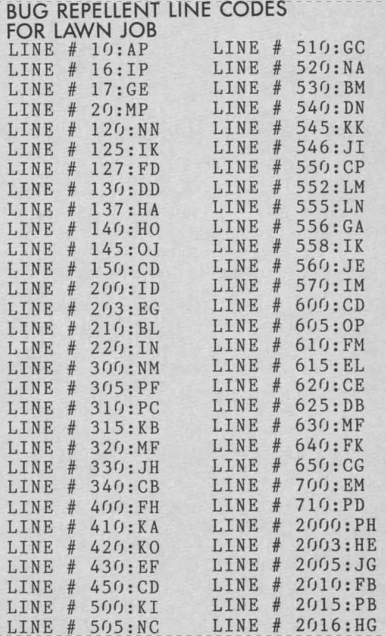 BUG REPELLENT LINE CODES
FOR LAWN JOB
LINE # 10:AP
LINE # 16:IP
LINE # 17:GE
LINE # 20:MP
LINE # 120:NN
LINE # 125:IK
LINE # 127:FD
LINE # 130:DD
LINE # 137:HA
LINE # 140:HO
LINE # 145:OJ
LINE # 150:CD
LINE # 200:ID
LINE # 203:EG
LINE # 210:BL
LINE # 220:IN
LINE # 300:NM
LINE # 305:PF
LINE # 310:PC
LINE # 315:KB
LINE # 320:MF
LINE # 330:JH
LINE # 340:CB
LINE # 400:FH
LINE # 410:KA
LINE # 420:KO
LINE # 430:EF
LINE # 450:CD
LINE # 500:KI
LINE # 505:NC
LINE # 510:GC
LINE # 520:NA
LINE # 530:BM
LINE # 540:DN
LINE # 545:KK
LINE # 546:JI
LINE # 550:CP
LINE # 552:LM
LINE # 555:LN
LINE # 556:GA
LINE # 558:IK
LINE # 560:JE
LINE # 570:IM
LINE # 600:CD
LINE # 605:OP
LINE # 610:FM
LINE # 615:EL
LINE # 620:CE
LINE # 625:DB
LINE # 630:MF
LINE # 640:FK
LINE # 650:CG
LINE # 700:EM
LINE # 710:PD
LINE # 2000:PH
LINE # 2003:HE
LINE # 2005:JG
LINE # 2010:FB
LINE # 2015:PB
LINE # 2016:HG